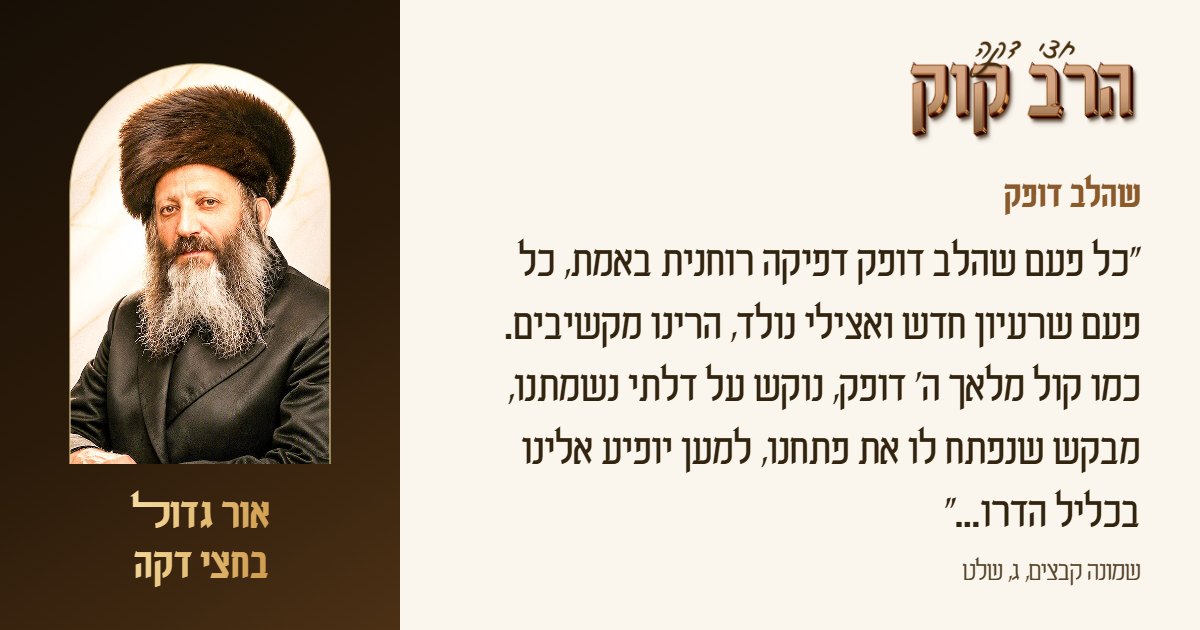 חצי דקה
הרב קוק
שהלב דופק
"כל פעם שהלב דופק דפיקה רוחנית באמת, כל
פעם שרעיון חדש ואצילי נולד, הרינו מקשיבים.
כמו קול מלאך ה' דופק, נוקש על דלתי נשמתנו,
מבקש שנפתח לו את פתחנו, למען יופיע אלינו
בכליל הדרו..."
שמונה קבצים, ג, שלט
אור גדול
בחצי דקה